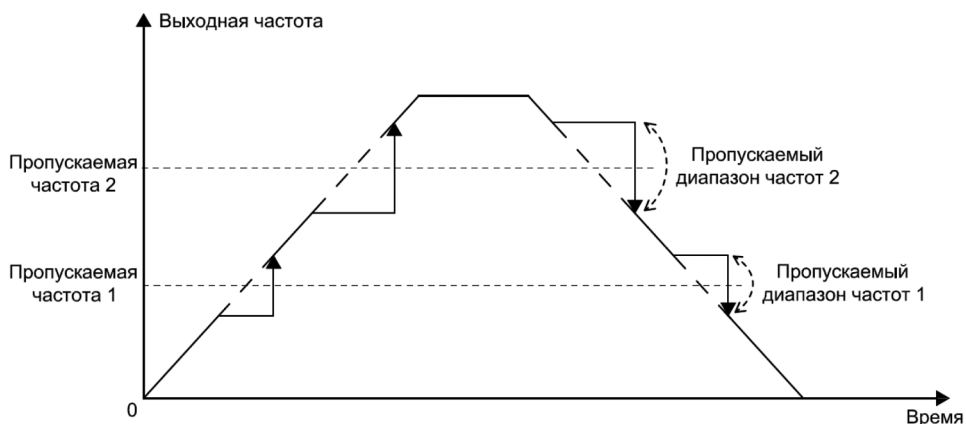 Выходная частота
Пропускаемая
частота 2
Пропускаемый
диапазон частот 2
Пропускаемая
частота 1
Пропускаемый
диапазон частот 1
0
Время